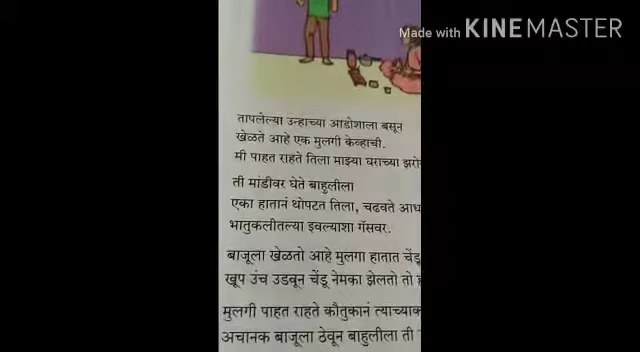 Made with KINEMASTER
तापलेल्या उन्हाच्या आडोशाला बसून
खेळते आहे एक मुलगी केव्हाची.
मी पाहत राहते तिला माझ्या घराच्या
ती मांडीवर घेते बाहुलीला
एका हातानं थोपटत तिला, चढवते
भातुकलीतल्या इवल्याशा गॅसवर.
बाजूला खेळतो आहे मुलगा हातात
खूप उंच उडवून चेंडू नेमका झेलतो तो
मुलगी पाहत राहते कौतुकानं
अचानक बाजूला ठेवून बाहुलीला ती